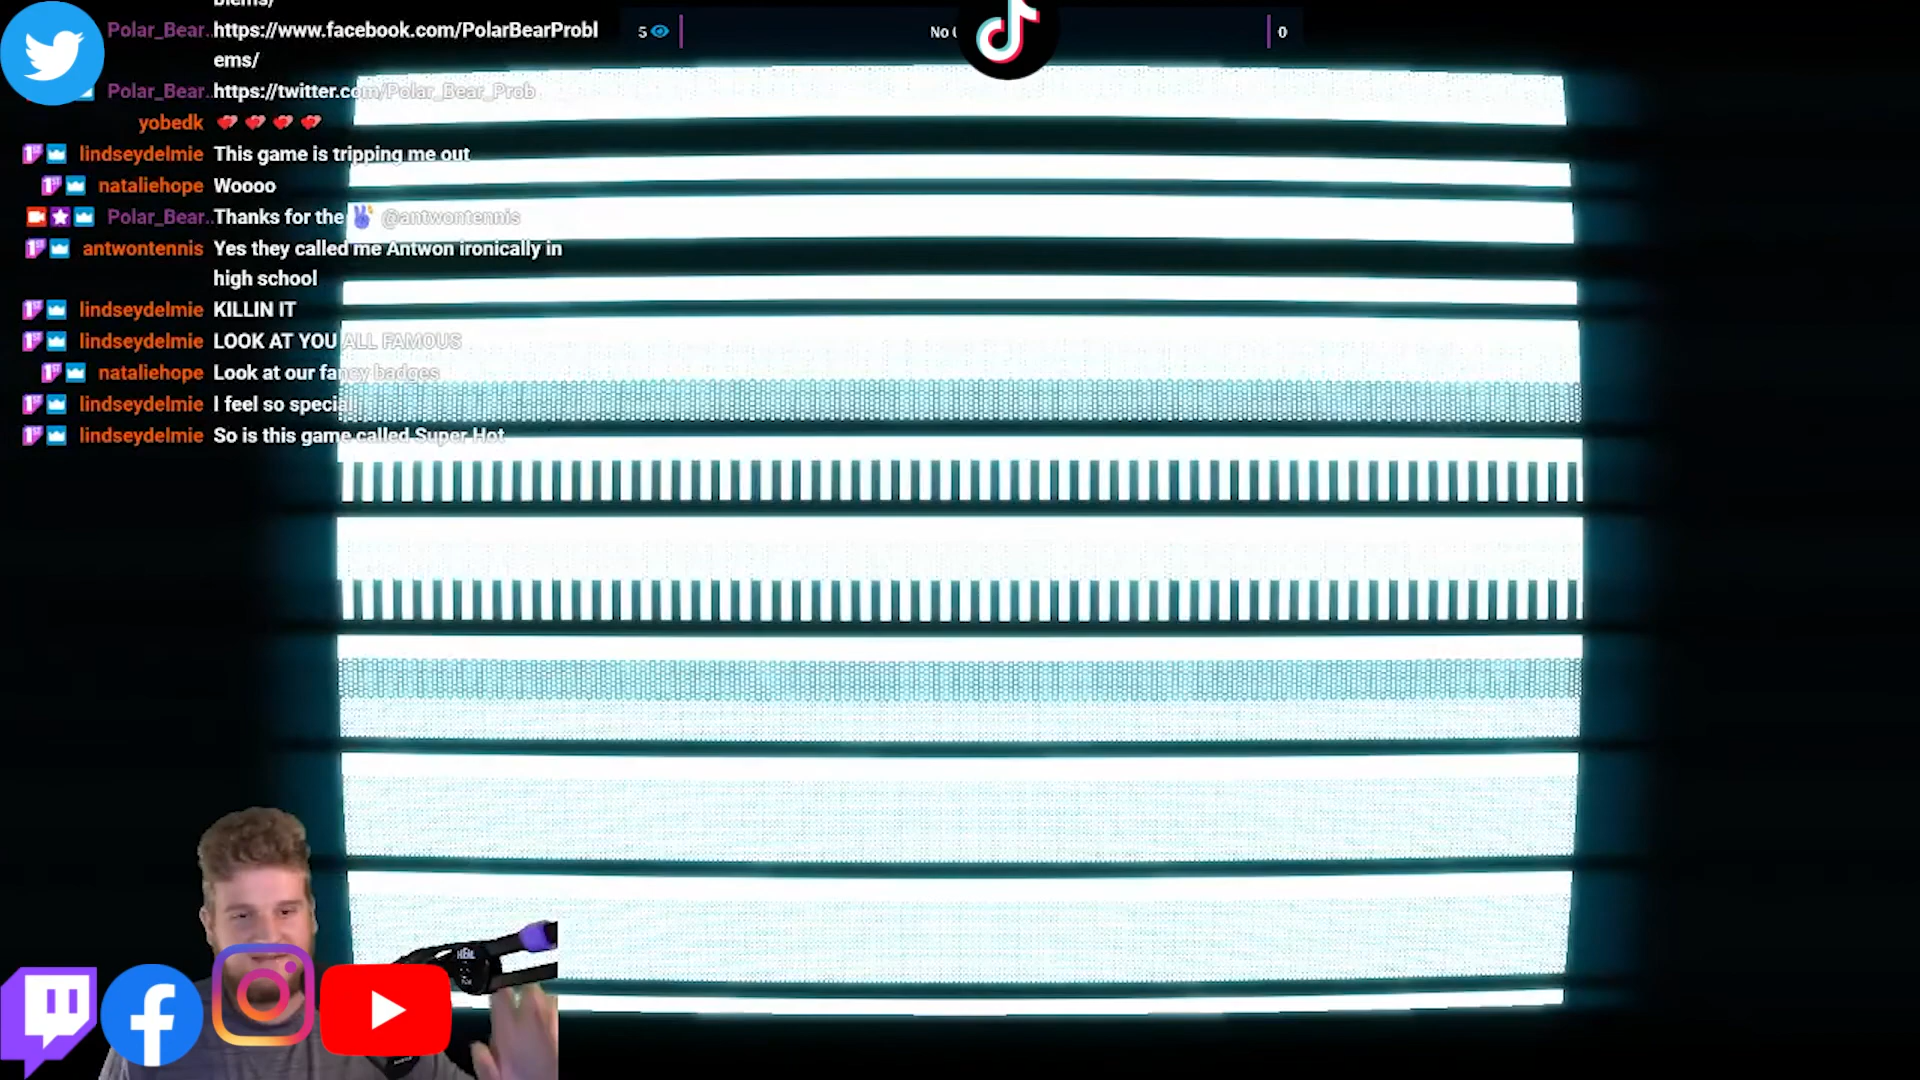 blems/
Polar_Bear.. https://www.facebook.com/PolarBearProbl
ems/
Polar_Bear.. https://twitter.com/Polar_Bear_Prob
yobedk
lindseydelmie This game is tripping me out
nataliehope Woooo
Polar_Bear.. Thanks for the @antwontennis
antwontennis Yes they called me Antwon ironically in
high school
lindseydelmie KILLIN IT
lindseydelmie LOOK AT YOU ALL FAMOUS
nataliehope Look at our fancy badges
lindseydelmie I feel so special
lindseydelmie So is this game called Super Hot
5
No
0